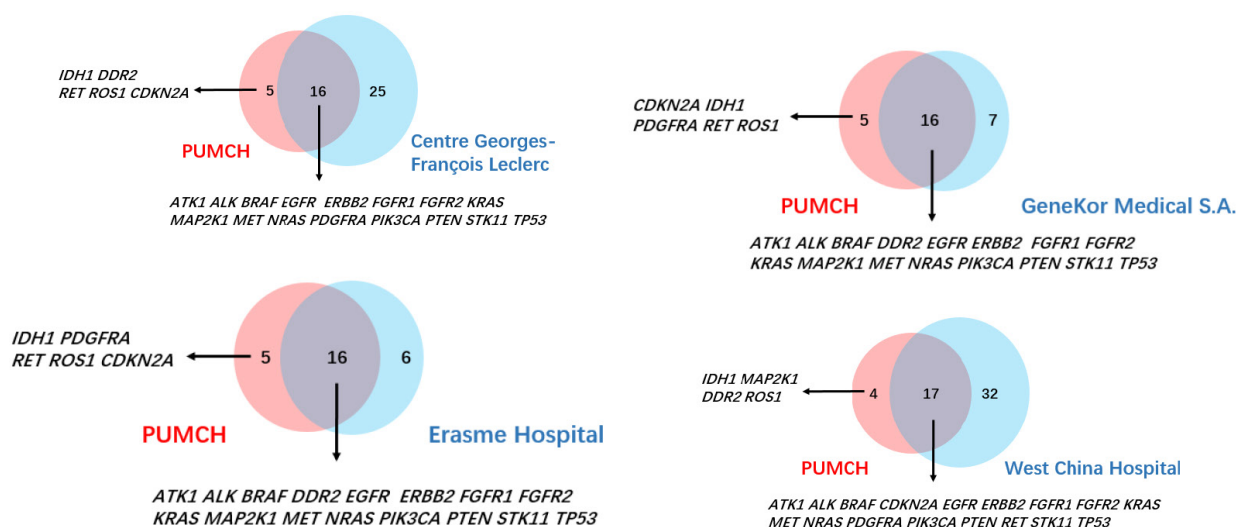 IDH1 DDR2
RET ROS1 CDKN2A
5 16 25
PUMCH
Centre Georges-
François Leclerc
ATK1 ALK BRAF EGFR ERBB2 FGFR1 FGFR2 KRAS
MAP2K1 MET NRAS PDGFRA PIK3CA PTEN STK11 TP53
CDKN2A IDH1
PDGFRA RET ROS1
5 16 7
PUMCH
GeneKor Medical S.A.
ATK1 ALK BRAF DDR2 EGFR ERBB2 FGFR1 FGFR2
KRAS MAP2K1 MET NRAS PIK3CA PTEN STK11 TP53
IDH1 PDGFRA
RET ROS1 CDKN2A
5 16 6
PUMCH
Erasme Hospital
ATK1 ALK BRAF DDR2 EGFR ERBB2 FGFR1 FGFR2
KRAS MAP2K1 MET NRAS PIK3CA PTEN STK11 TP53
IDH1 MAP2K1
DDR2 ROS1
4 17 32
PUMCH
West China Hospital
ATK1 ALK BRAF CDKN2A EGFR ERBB2 FGFR1 FGFR2 KRAS
MET NRAS PDGFRA PIK3CA PTEN RET STK11 TP53